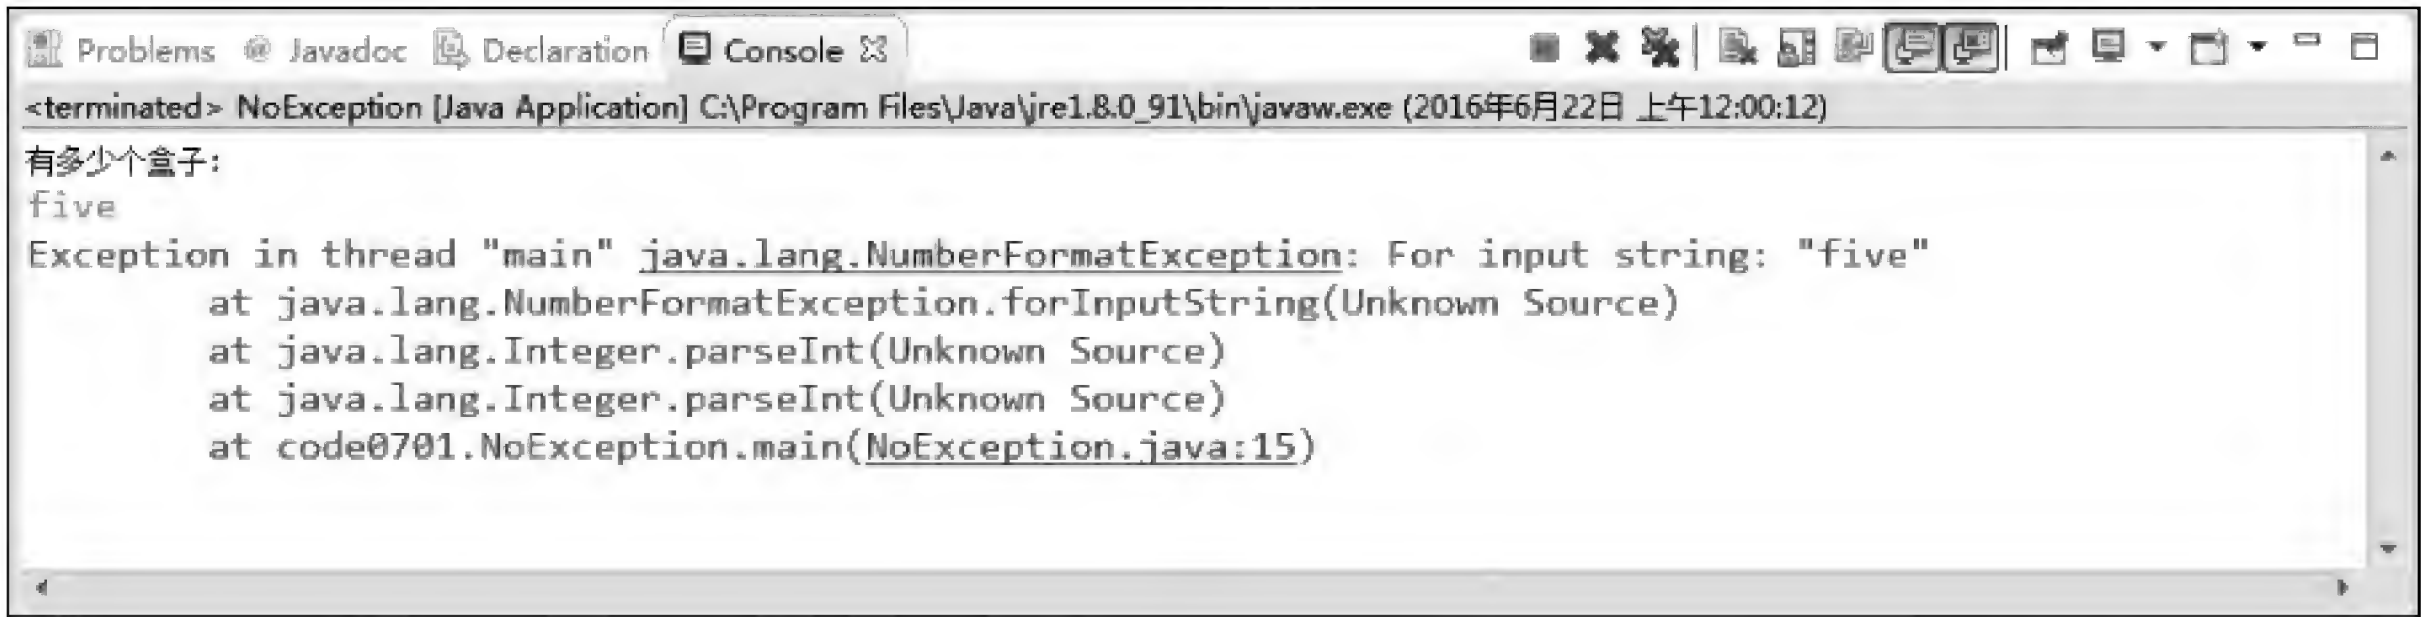 Problems @ Javadoc Declaration Console
<terminated> NoException [Java Application] C:\Program Files\Java\jre1.8.0_91\bin\javaw.exe (2016年6月22日 上午12:00:12)
有多少个盒子:
five
Exception in thread "main" java.lang.NumberFormatException: For input string: "five"
at java.lang.NumberFormatException.forInputString(Unknown Source)
at java.lang.Integer.parseInt(Unknown Source)
at java.lang.Integer.parseInt(Unknown Source)
at code0701.NoException.main(NoException.java:15)